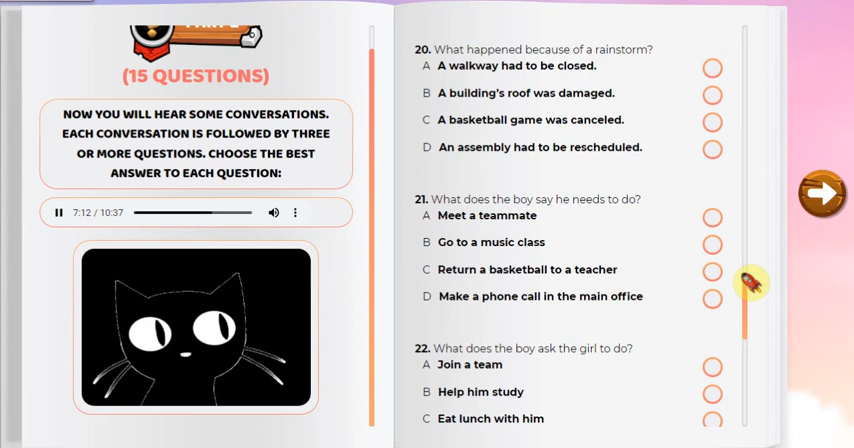 (15 QUESTIONS)
NOW YOU WILL HEAR SOME CONVERSATIONS.
EACH CONVERSATION IS FOLLOWED BY THREE
OR MORE QUESTIONS. CHOOSE THE BEST
ANSWER TO EACH QUESTION:
7:12 / 10:37
20. What happened because of a rainstorm?
A A walkway had to be closed.
B A building's roof was damaged.
C A basketball game was canceled.
D An assembly had to be rescheduled.
21. What does the boy say he needs to do?
A Meet a teammate
B Go to a music class
C Return a basketball to a teacher
D Make a phone call in the main office
22. What does the boy ask the girl to do?
A Join a team
B Help him study
C Eat lunch with him